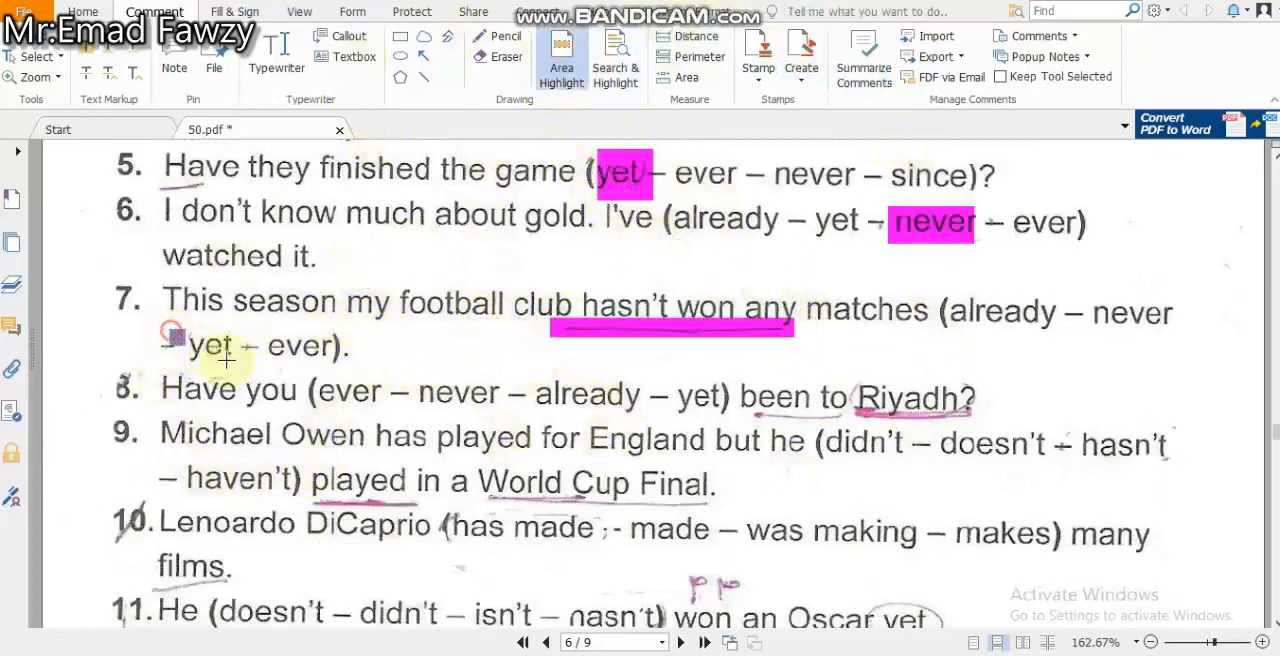 www.BANDICAM.com
File Home Comment Fill & Sign View Form Protect Share Tell me what you want to do.. Find
Mr:Emad Fawzy
Select Zoom Note File Typewriter Callout Textbox Pencil Eraser Area Highlight Search & Highlight Distance Perimeter Area Stamp Create Summarize Comments Import Export FDF via Email Comments Popup Notes Keep Tool Selected
Tools Text Markup Pin Typewriter Drawing Measure Stamps Manage Comments
Start 50.pdf * Convert PDF to Word
5. Have they finished the game (yet – ever – never – since)?
6. I don't know much about gold. I've (already – yet – never – ever)
watched it.
7. This season my football club hasn't won any matches (already – never
– yet – ever).
8. Have you (ever – never – already – yet) been to Riyadh?
9. Michael Owen has played for England but he (didn't – doesn't – hasn't
– haven't) played in a World Cup Final.
10. Lenoardo DiCaprio (has made - made – was making – makes) many
films.
11. He (doesn't – didn't – isn't – hasn't) won an Oscar yet
Activate Windows
Go to Settings to activate Windows.
6 / 9 162.67%